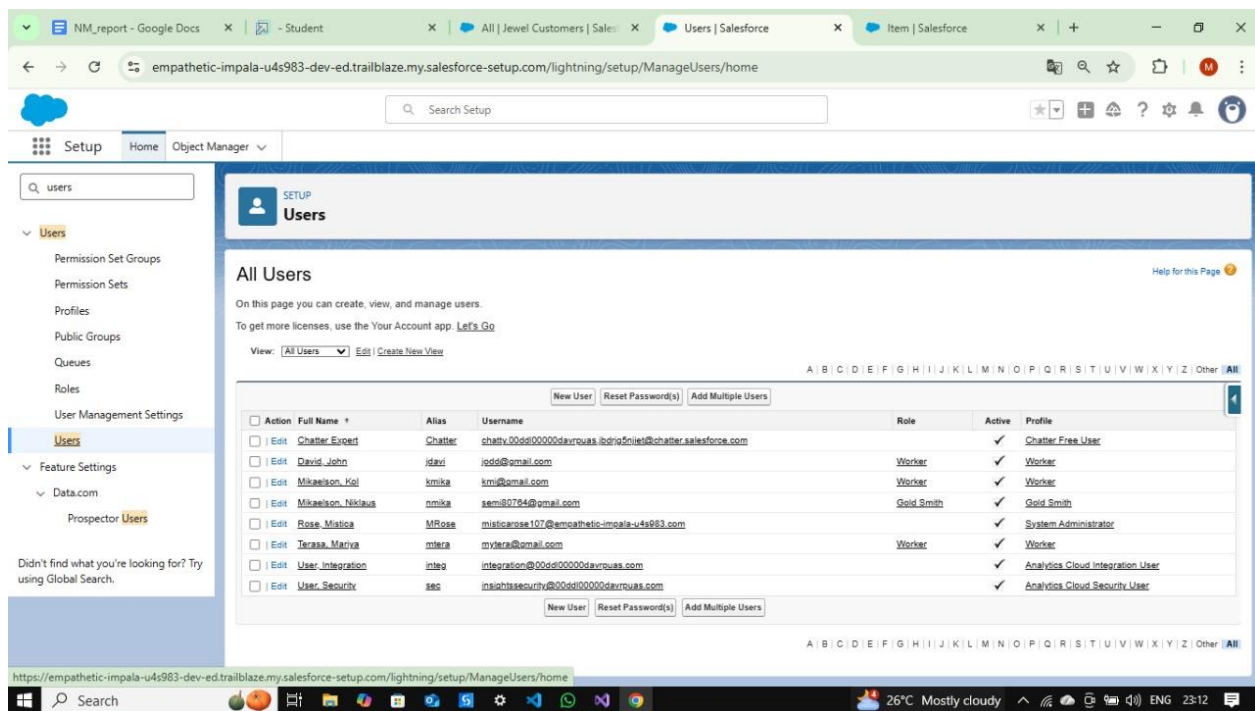 NM_report - Google Docs
- Student
All | Jewel Customers | Sales
Users | Salesforce
Item | Salesforce
empathetic-impala-u4s983-dev-ed.trailblaze.my.salesforce-setup.com/lightning/setup/ManageUsers/home
M
Search Setup
Setup Home Object Manager
users
SETUP
Users
Users
Permission Set Groups
Permission Sets
Profiles
Public Groups
Queues
Roles
User Management Settings
Users
Feature Settings
Data.com
Prospector Users
Didn't find what you're looking for? Try
using Global Search.
All Users
Help for this Page
On this page you can create, view, and manage users.
To get more licenses, use the Your Account app. Let's Go
View: All Users Edit | Create New View
A | B | C | D | E | F | G | H | I | J | K | L | M | N | O | P | Q | R | S | T | U | V | W | X | Y | Z | Other All
New User Reset Password(s) Add Multiple Users
Action Full Name ↑ Alias Username Role Active Profile
| Edit Chatter Expert Chatter @chatter.salesforce.com ✓ Chatter Free User
| Edit David, John jdavi jodd@gmail.com Worker ✓ Worker
| Edit Mikaelson, Kol kmika kmi@gmail.com Worker ✓ Worker
| Edit Mikaelson, Niklaus nmika semi80764@gmail.com Gold Smith ✓ Gold Smith
| Edit Rose, Mistica MRose misticarose107@empathetic-impala-u4s983.com ✓ System Administrator
| Edit Terasa, Mariya mtera mytera@gmail.com Worker ✓ Worker
| Edit User, Integration integ integration@00ddl00000davrpuas.com ✓ Analytics Cloud Integration User
| Edit User, Security sec insightssecurity@00ddl00000davrpuas.com ✓ Analytics Cloud Security User
New User Reset Password(s) Add Multiple Users
A | B | C | D | E | F | G | H | I | J | K | L | M | N | O | P | Q | R | S | T | U | V | W | X | Y | Z | Other All
https://empathetic-impala-u4s983-dev-ed.trailblaze.my.salesforce-setup.com/lightning/setup/ManageUsers/home
Search 26°C Mostly cloudy ENG 23:12